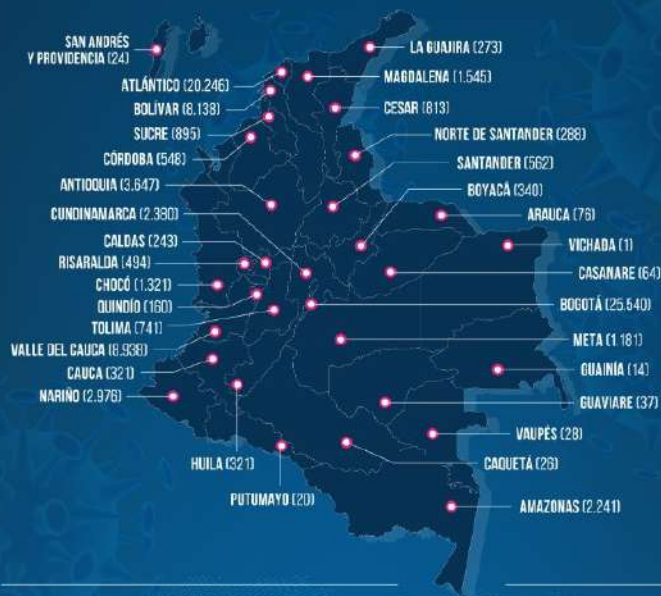 SAN ANDRÉS
Y PROVIDENCIA (24)
ATLÁNTICO (20.246)
BOLÍVAR (8.138)
SUCRE (895)
CÓRDOBA (548)
ANTIOQUIA (3.647)
CUNDINAMARCA (2.380)
CALDAS (243)
RISARALDA (494)
CHOCÓ (1.321)
QUINDÍO (160)
TOLIMA (741)
VALLE DEL CAUCA (8.938)
CAUCA (321)
NARIÑO (2.976)
HUILA (321)
PUTUMAYO (20)
LA GUAJIRA (273)
MAGDALENA (1.545)
CESAR (813)
NORTE DE SANTANDER (288)
SANTANDER (562)
BOYACÁ (340)
ARAUCA (76)
VICHADA (1)
CASANARE (64)
BOGOTÁ (25.540)
META (1.181)
GUAINÍA (14)
GUAVIARE (37)
VAUPÉS (28)
CAQUETÁ (26)
AMAZONAS (2.241)